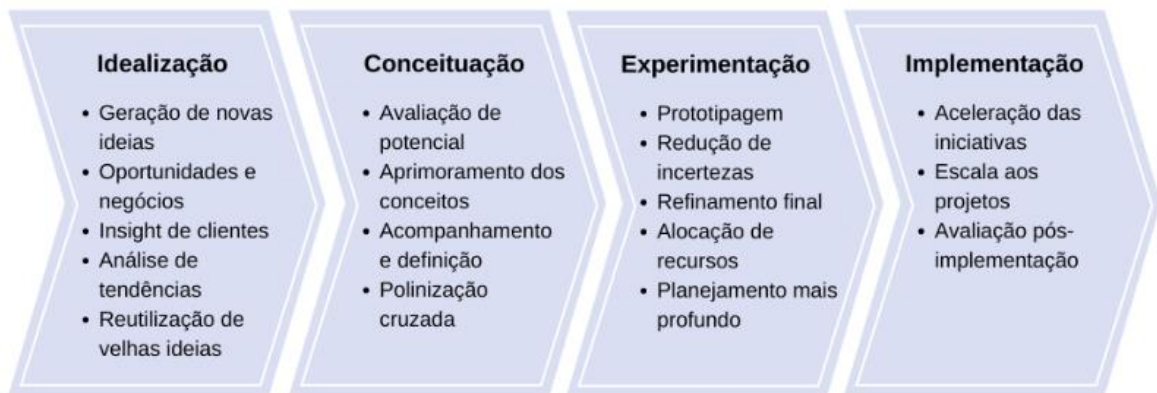 Idealização
• Geração de novas
ideias
• Oportunidades e
negócios
• Insight de clientes
• Análise de
tendências
• Reutilização de
velhas ideias
Conceituação
• Avaliação de
potencial
• Aprimoramento dos
conceitos
• Acompanhamento
e definição
• Polinização
cruzada
Experimentação
• Prototipagem
• Redução de
incertezas
• Refinamento final
• Alocação de
recursos
• Planejamento mais
profundo
Implementação
• Aceleração das
iniciativas
• Escala aos
projetos
• Avaliação pós-
implementação